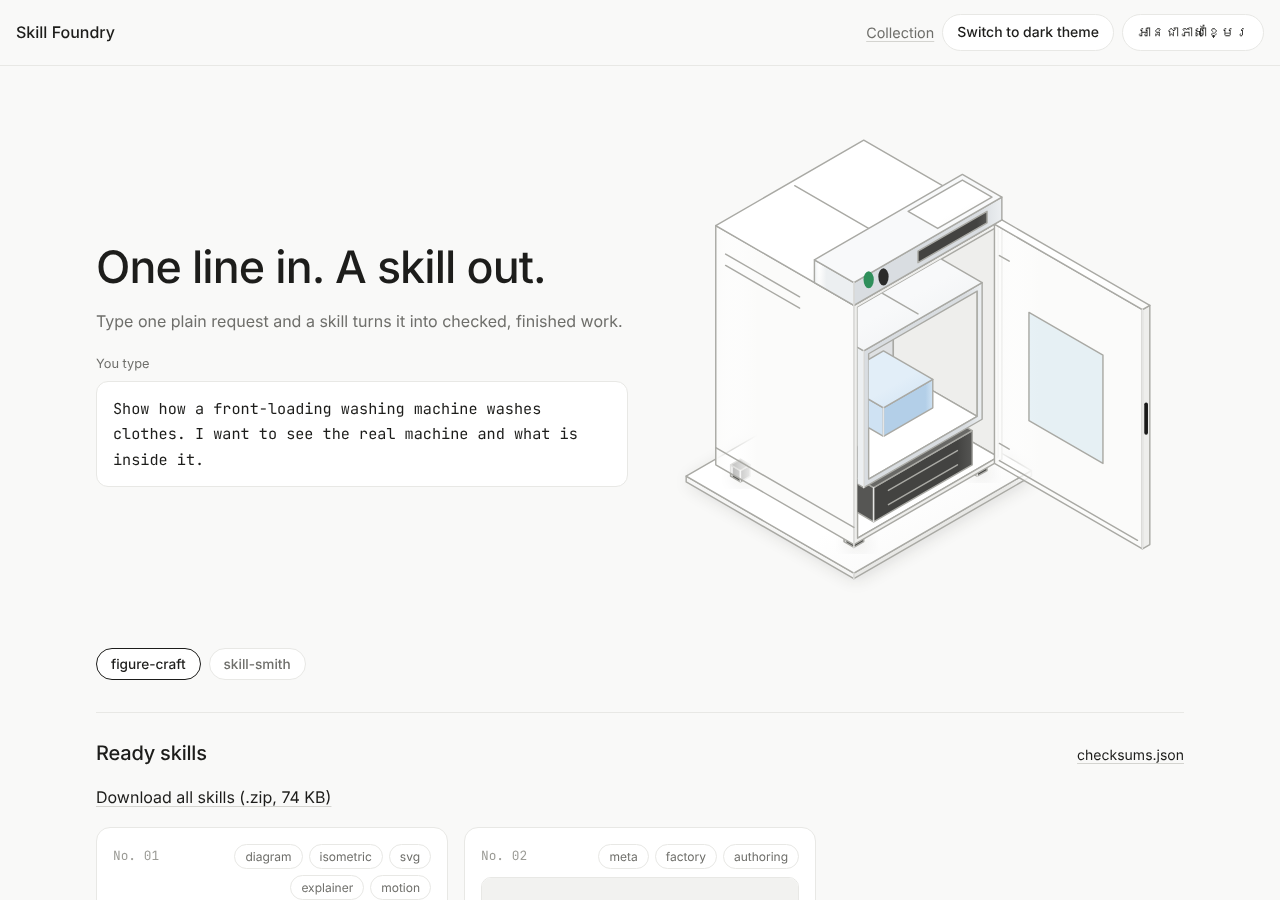 Skill Foundry
Collection
Switch to dark theme
អានជាភាសាខ្មែរ
One line in. A skill out.
Type one plain request and a skill turns it into checked, finished work.
You type
Show how a front-loading washing machine washes
clothes. I want to see the real machine and what is
inside it.
figure-craft
skill-smith
Ready skills
checksums.json
Download all skills (.zip, 74 KB)
No. 01
diagram
isometric
svg
explainer
motion
No. 02
meta
factory
authoring